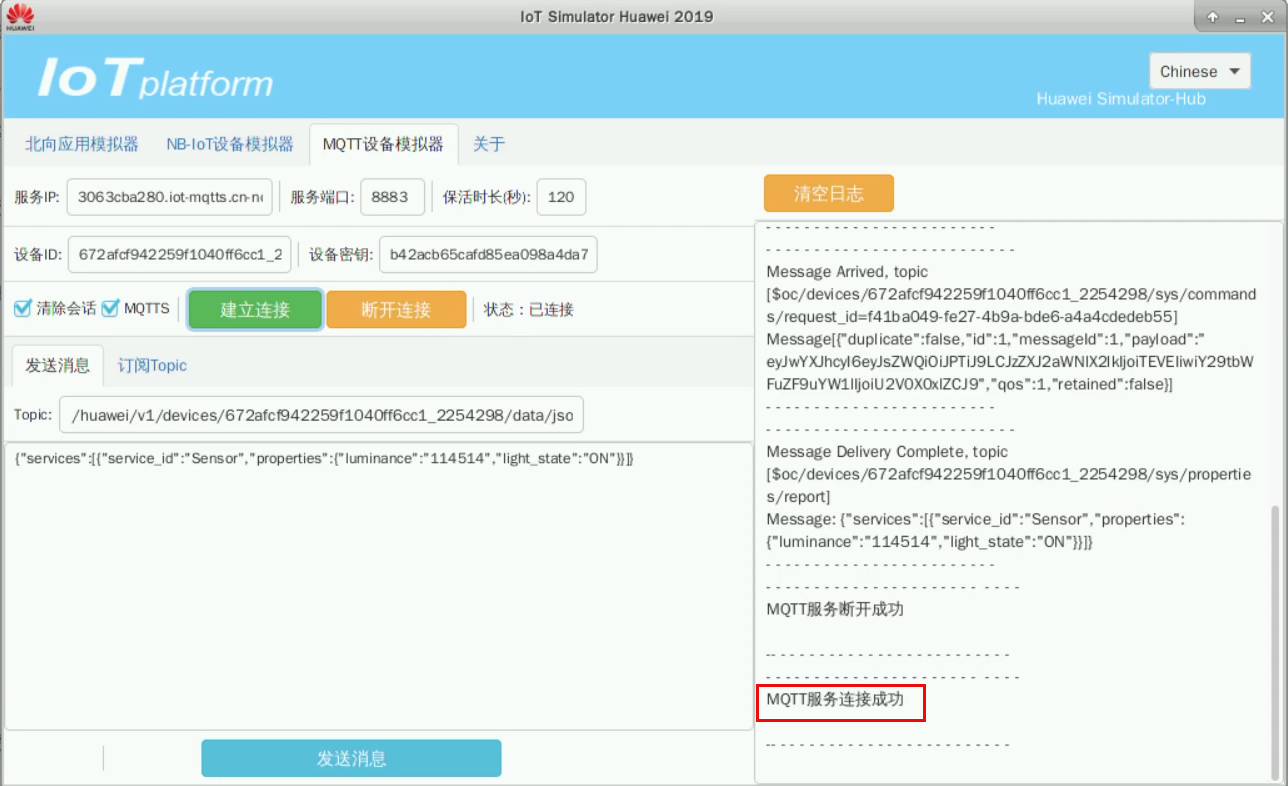 IoT Simulator Huawei 2019
HUAWEI
IoT platform
Chinese
Huawei Simulator-Hub
北向应用模拟器 NB-IoT设备模拟器 MQTT设备模拟器 关于
服务IP: 3063cba280.iot-mqtts.cn-n 服务端口: 8883 保活时长(秒): 120
设备ID: 672afcf942259f1040ff6cc1_2 设备密钥: b42acb65cafd85ea098a4da7
清除会话 MQTTS 建立连接 断开连接 状态：已连接
发送消息 订阅Topic
Topic: /huawei/v1/devices/672afcf942259f1040ff6cc1_2254298/data/jso
{"services":[{"service_id":"Sensor","properties":{"luminance":"114514","light_state":"ON"}}]}
发送消息
清空日志
- - - - - - - - - - - - - - - - - - - - - - - -
- - - - - - - - - - - - - - - - - - - - - - - - - -
Message Arrived, topic
[$oc/devices/672afcf942259f1040ff6cc1_2254298/sys/command
s/request_id=f41ba049-fe27-4b9a-bde6-a4a4cdedeb55]
Message[{"duplicate":false,"id":1,"messageId":1,"payload":"
eyJwYXJhcyI6eyJsZWQiOiJPTiJ9LCJzZXJ2aWNlX2lkIjoiTEVEIiwiY29tbW
FuZF9uYW1lIjoiU2V0X0xlZCJ9","qos":1,"retained":false}]
- - - - - - - - - - - - - - - - - - - - - - - -
- - - - - - - - - - - - - - - - - - - - - - - - - -
Message Delivery Complete, topic
[$oc/devices/672afcf942259f1040ff6cc1_2254298/sys/propertie
s/report]
Message: {"services":[{"service_id":"Sensor","properties":
{"luminance":"114514","light_state":"ON"}}]}
- - - - - - - - - - - - - - - - - - - - - - - -
- - - - - - - - - - - - - - - - - - - - - - - - - -
MQTT服务断开成功
-- - - - - - - - - - - - - - - - - - - - - - - -
- - - - - - - - - - - - - - - - - - - - - - - - - -
MQTT服务连接成功
-- - - - - - - - - - - - - - - - - - - - - - - -